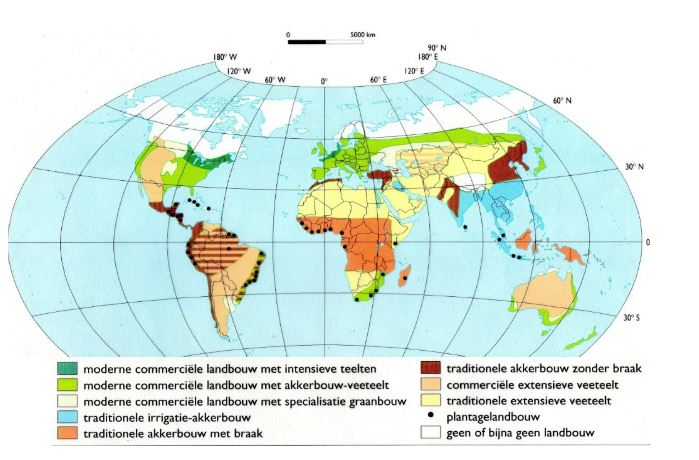 0 5000 km
90° N
180° W 180° E
120° W 60° W 0° 60° E 120° E
60° N
30° N
0
30° S
moderne commerciële landbouw met intensieve teelten
moderne commerciële landbouw met akkerbouw-veeteelt
moderne commerciële landbouw met specialisatie graanbouw
traditionele irrigatie-akkerbouw
traditionele akkerbouw met braak
traditionele akkerbouw zonder braak
commerciële extensieve veeteelt
traditionele extensieve veeteelt
plantagelandbouw
geen of bijna geen landbouw